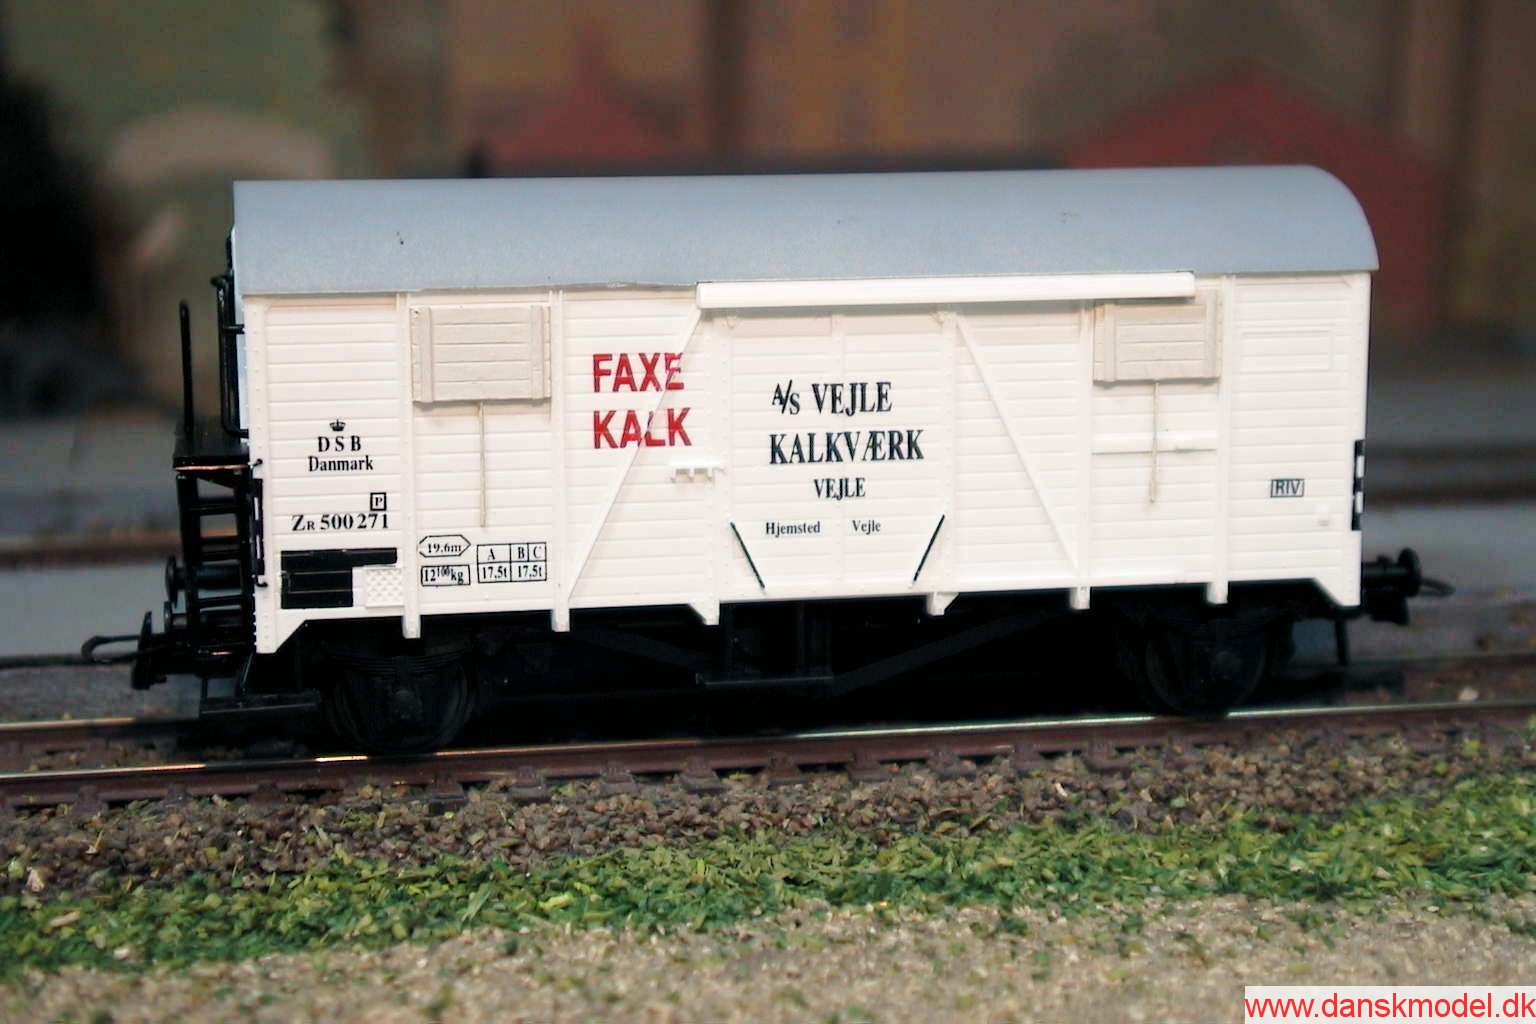 FAXE
KALK
A/S VEJLE
KALKVÆRK
VEJLE
Hjemsted Vejle
DSB
Danmark
P
ZR 500 271
19,6m
12100kg
A B C
17,5t 17,5t
RIV
www.danskmodel.dk